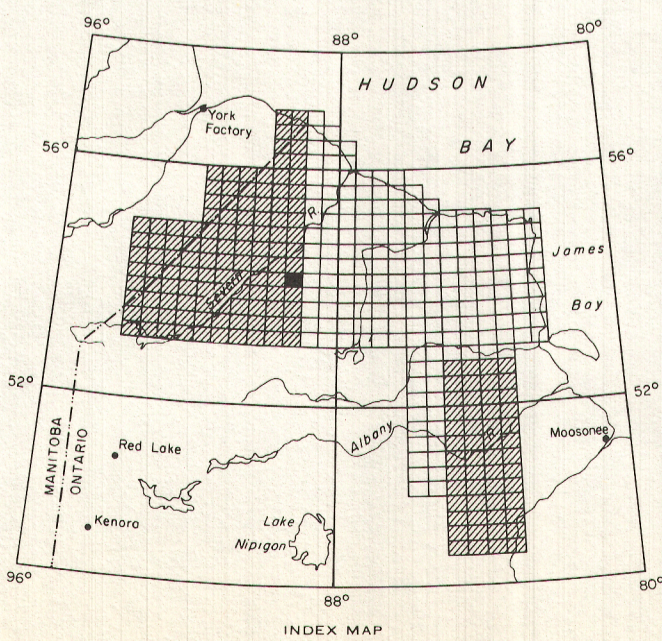 96°
88°
80°
HUDSON
BAY
York
Factory
56°
56°
R.
Severn
James
Bay
52°
52°
MANITOBA
ONTARIO
Red Lake
Albany
R.
Moosonee
Kenora
Lake
Nipigon
96°
88°
80°
INDEX MAP